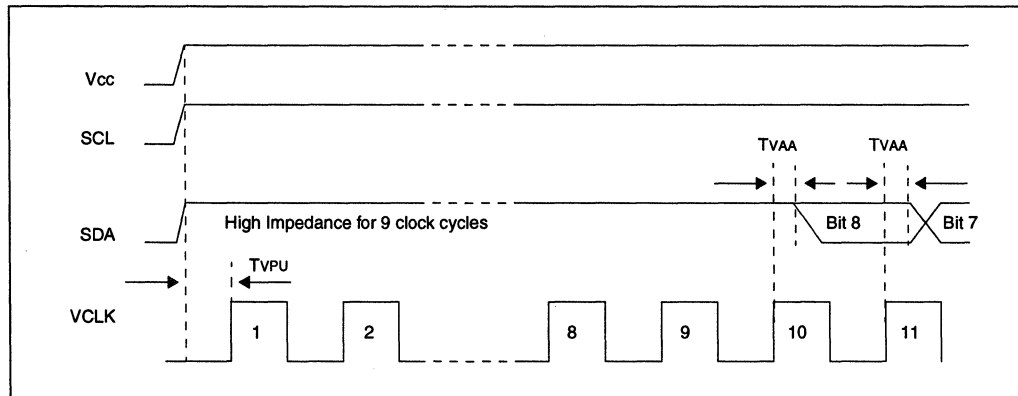 Vcc
SCL
TVAA TVAA
SDA
High Impedance for 9 clock cycles
Bit 8 Bit 7
TVPU
VCLK
1 2 8 9 10 11